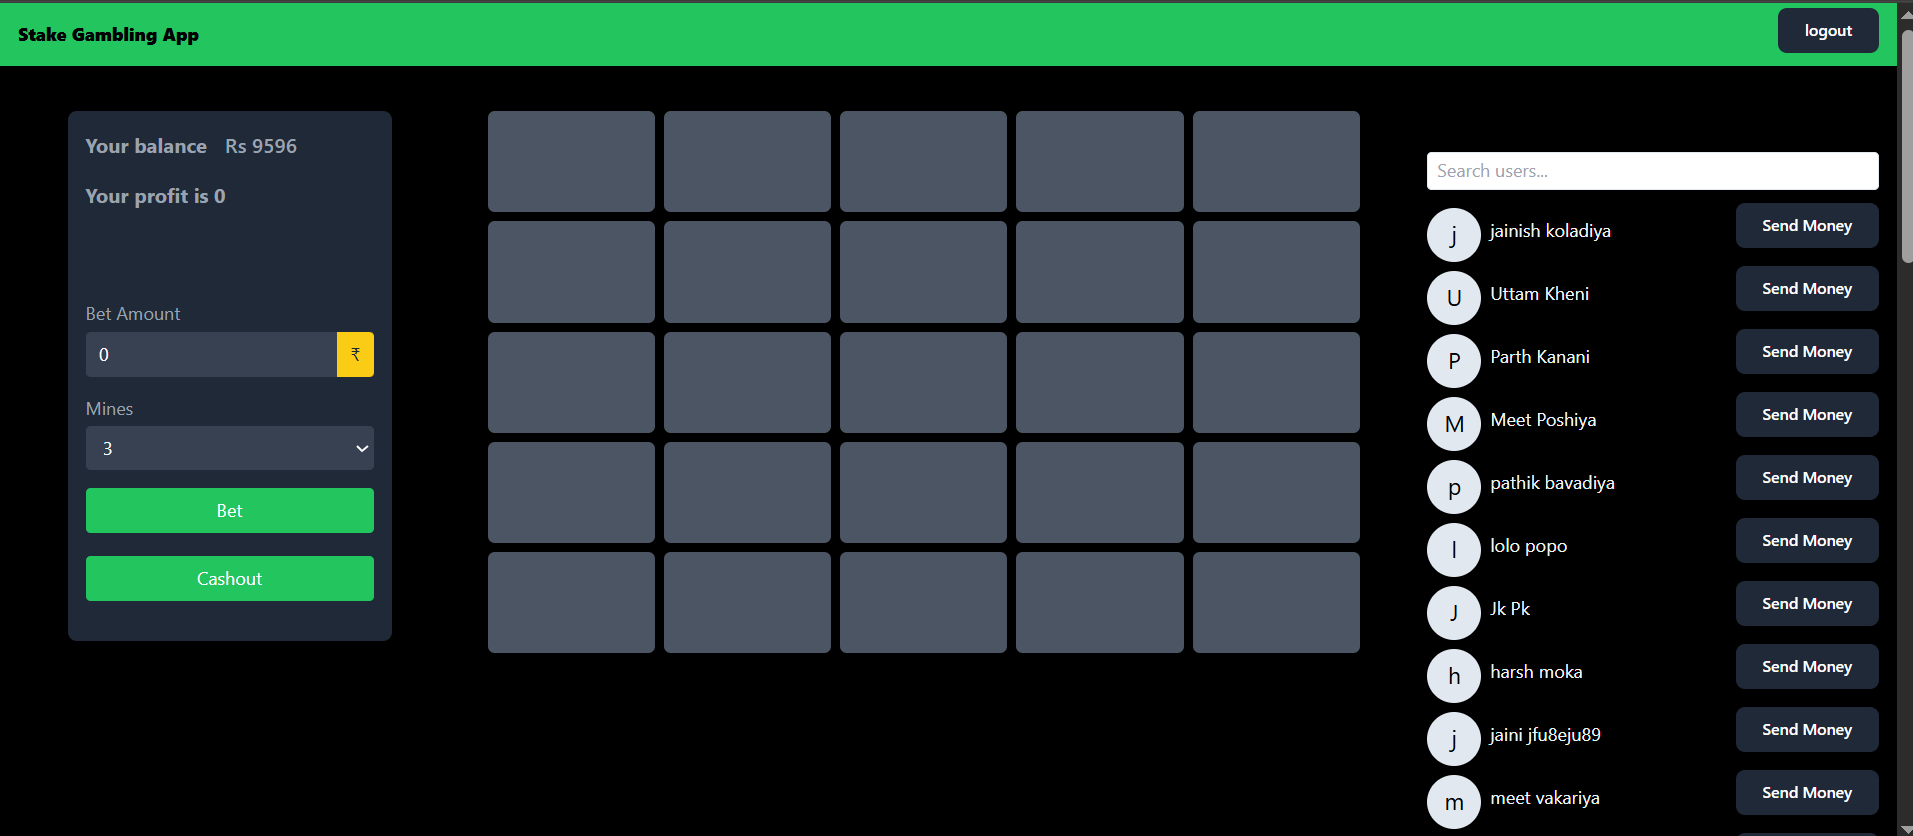 Stake Gambling App
logout
Your balance Rs 9596
Your profit is 0
Bet Amount
0 ₹
Mines
3
Bet
Cashout
Search users...
j jainish koladiya Send Money
U Uttam Kheni Send Money
P Parth Kanani Send Money
M Meet Poshiya Send Money
p pathik bavadiya Send Money
l lolo popo Send Money
J Jk Pk Send Money
h harsh moka Send Money
j jaini jfu8eju89 Send Money
m meet vakariya Send Money